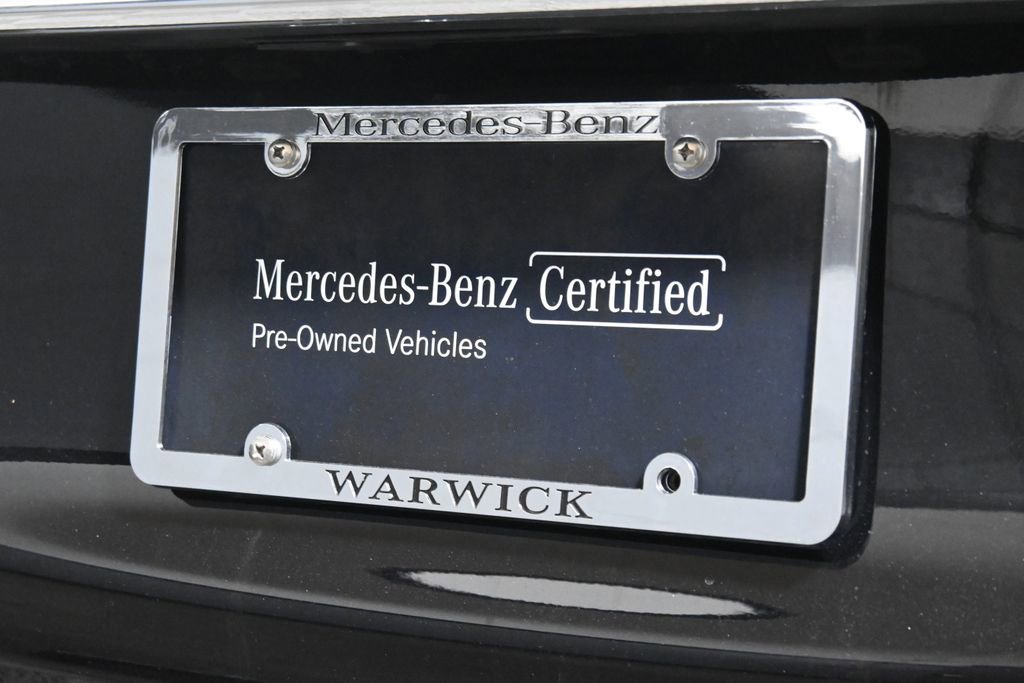 Mercedes-Benz
Mercedes-Benz Certified
Pre-Owned Vehicles
WARWICK